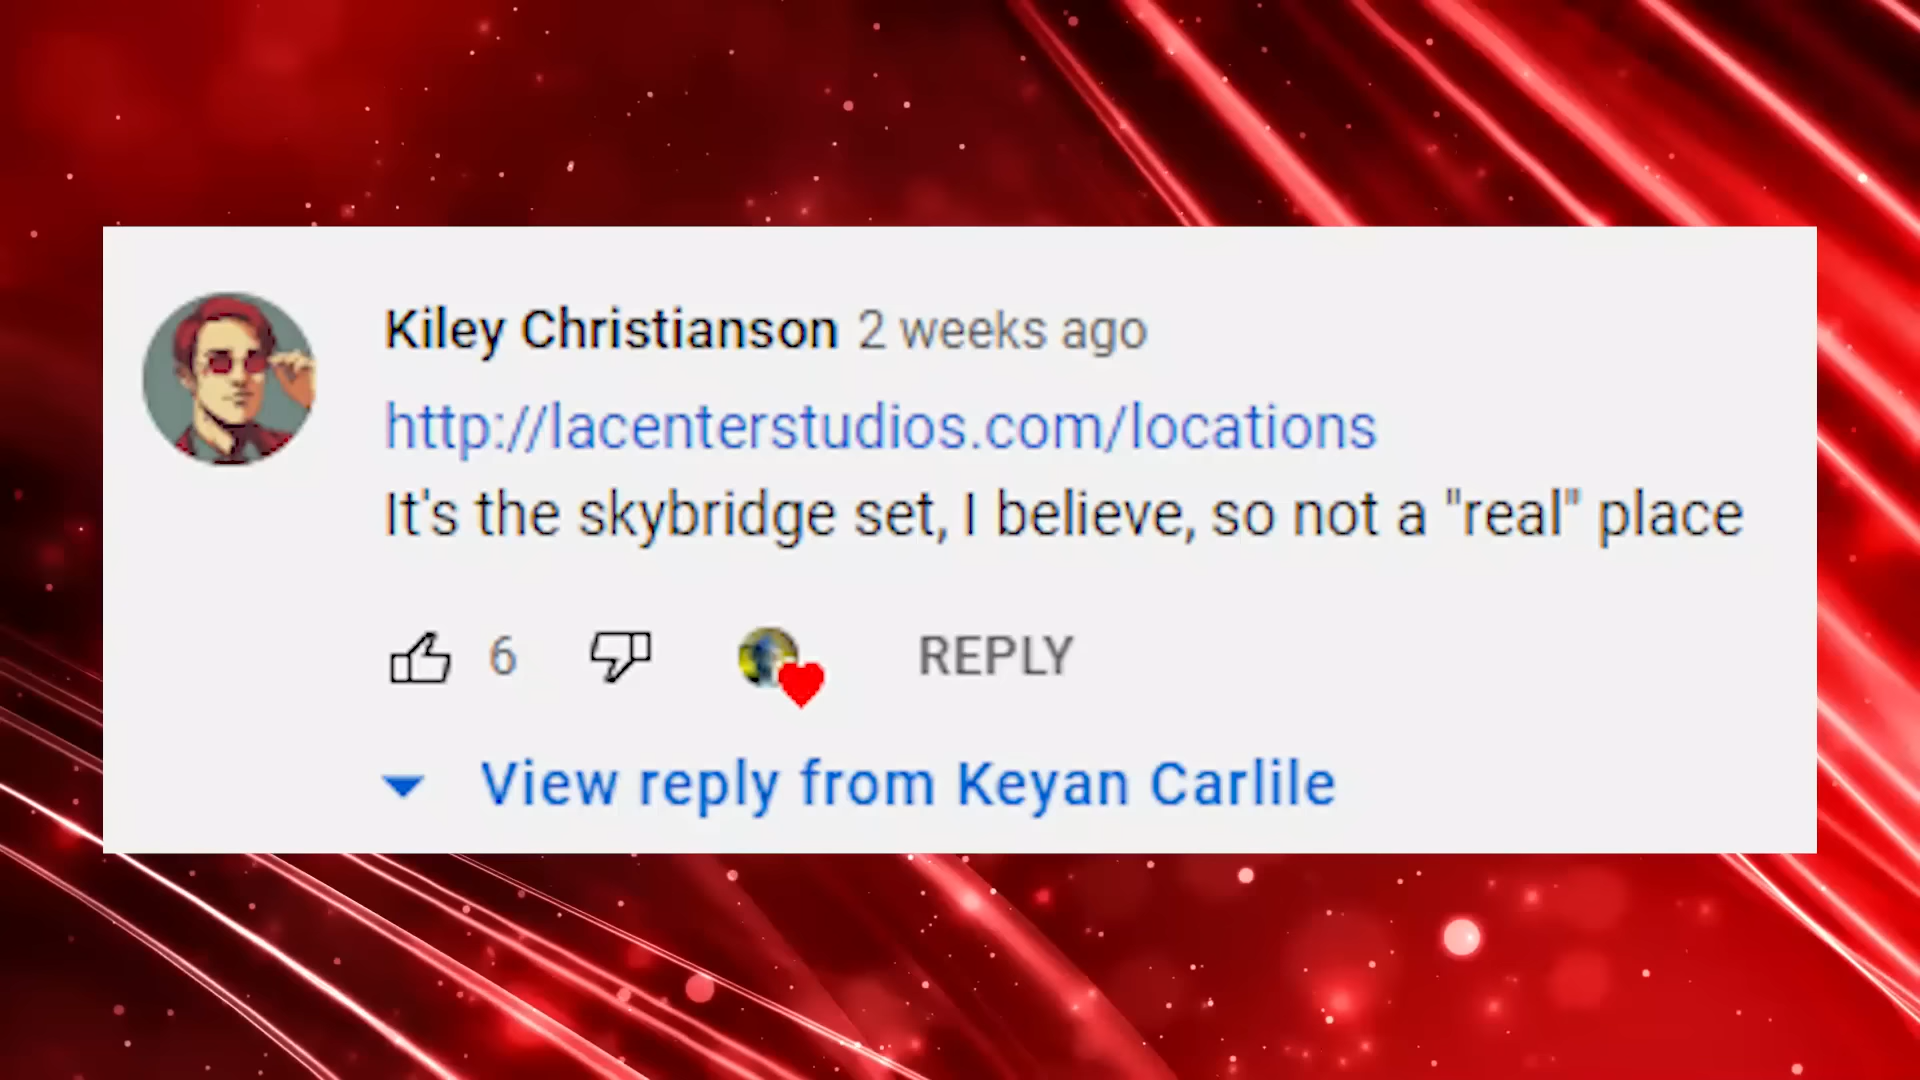 Kiley Christianson 2 weeks ago
http://lacenterstudios.com/locations
It's the skybridge set, I believe, so not a "real" place
6 REPLY
View reply from Keyan Carlile